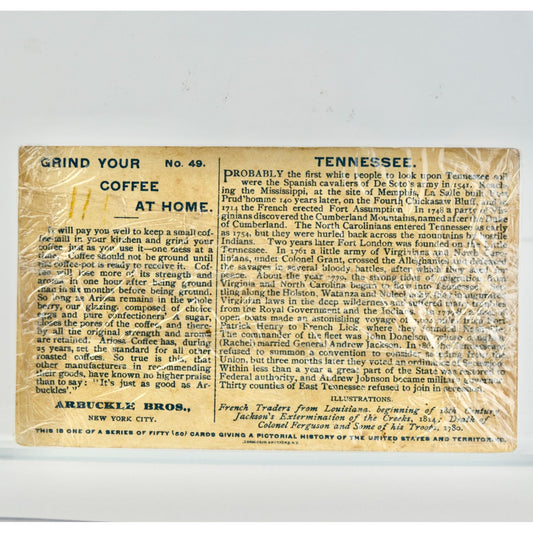 GRIND YOUR No. 49.
COFFEE
AT HOME.
17
It will pay you well to keep a small cof-
fee-mill in your kitchen and grind your
coffee just as you use it—one mess at a
time. Coffee should not be ground until
the coffee-pot is ready to receive it. Cof-
fee will lose more of its strength and
aroma in one hour after being ground
than in six months before being ground.
So long as Ariosa remains in the whole
berry, our glazing, composed of choice
eggs and pure confectioners' A sugar,
closes the pores of the coffee, and there-
by all the original strength and aroma
are retained. Ariosa Coffee has, during
25 years, set the standard for all other
roasted coffees. So true is this, that
other manufacturers in recommending
their goods, have known no higher praise
than to say: "It's just as good as Ar-
buckles'."
ARBUCKLE BROS.,
NEW YORK CITY.
TENNESSEE.
PROBABLY the first white people to look upon Tennessee soil
were the Spanish cavaliers of De Soto's army in 1541. Reach-
ing the Mississippi, at the site of Memphis, La Salle built
Prud'homme 140 years later, on the Fourth Chickasaw Bluff.
1714 the French erected Fort Assumption. In 1748 a party of
ginians discovered the Cumberland Mountains, named after the Duke
of Cumberland. The North Carolinians entered Tennessee as early
as 1754, but they were hurled back across the mountains by hostile
Indians. Two years later Fort London was founded on
Tennessee. In 1761 a little army of Virginians and North
linians, under Colonel Grant, crossed the Alleghanies and defeated
the savages in several bloody battles, after which they
peace. About the year 1770, the strong tides of migration from
Virginia and North Carolina began to flow into Tennessee,
tling along the Holston, Watanza and
Virginian laws in the deep wilderness
from the Royal Government and the
open boats made an astonishing voyage
Patrick Henry to French Lick, where they founded
The commander of the fleet was John Donelson,
(Rachel) married General Andrew Jackson. In
refused to summon a convention to consider
tion, but three months later they voted
Within less than a year a great part of the State was under
Federal authority, and Andrew Johnson became military
Thirty counties of East Tennessee refused to join in secession.
ILLUSTRATIONS.
French Traders from Louisiana, beginning of 18th Century;
Jackson's Extermination of the Creeks, 1814; Death of
Colonel Ferguson and Some of his Troops, 1780.
THIS IS ONE OF A SERIES OF FIFTY (50) CARDS GIVING A PICTORIAL HISTORY OF THE UNITED STATES AND TERRITORIES.